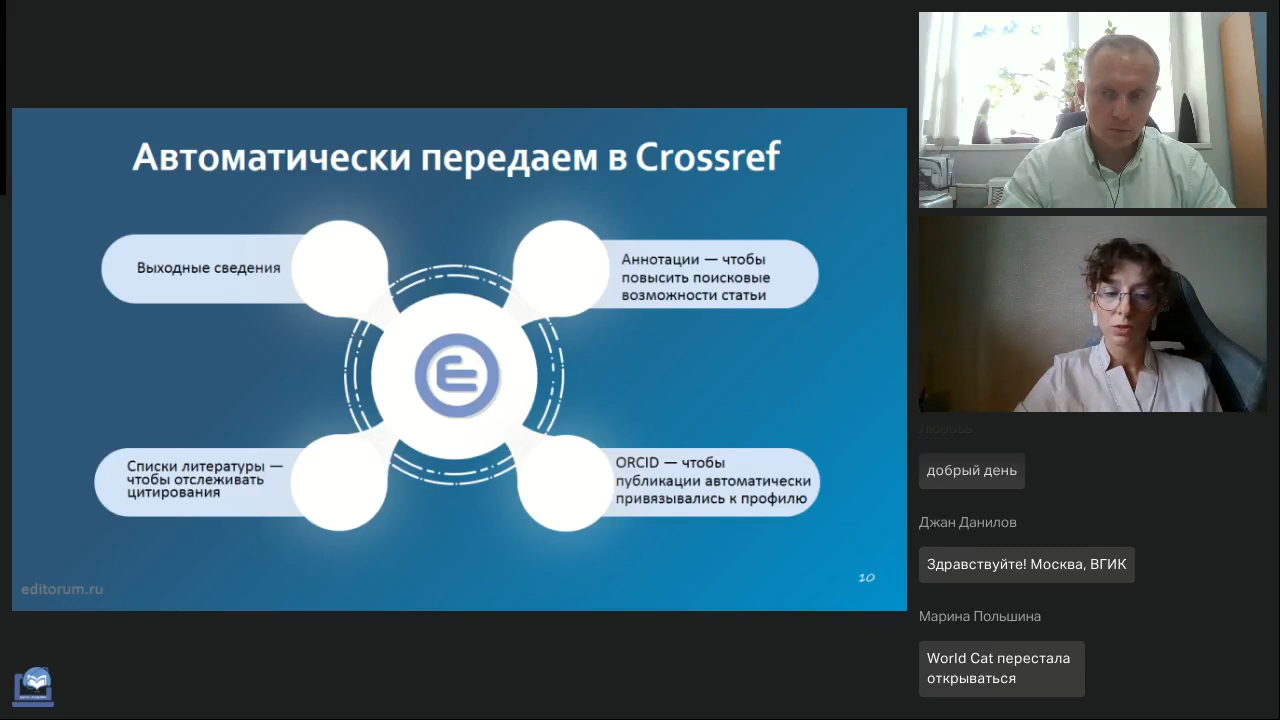 Автоматически передаем в Crossref
Выходные сведения
Аннотации — чтобы
повысить поисковые
возможности статьи
Списки литературы —
чтобы отслеживать
цитирования
ORCID — чтобы
публикации автоматически
привязывались к профилю
editorum.ru
10
Любовь
добрый день
Джан Данилов
Здравствуйте! Москва, ВГИК
Марина Польшина
World Cat перестала
открываться